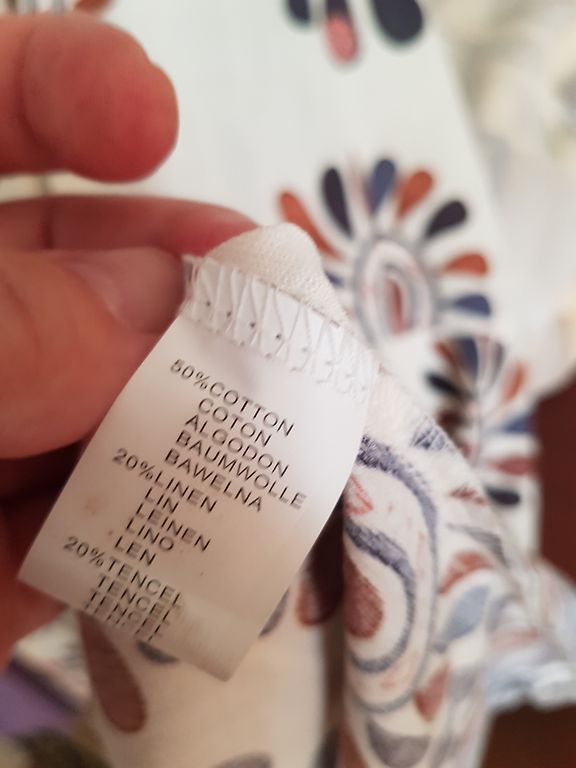 50%COTTON
COTON
ALGODON
BAUMWOLLE
BAWELNA
20%LINEN
LIN
LEINEN
LINO
LEN
20%TENCEL
TENCEL
TENCEL